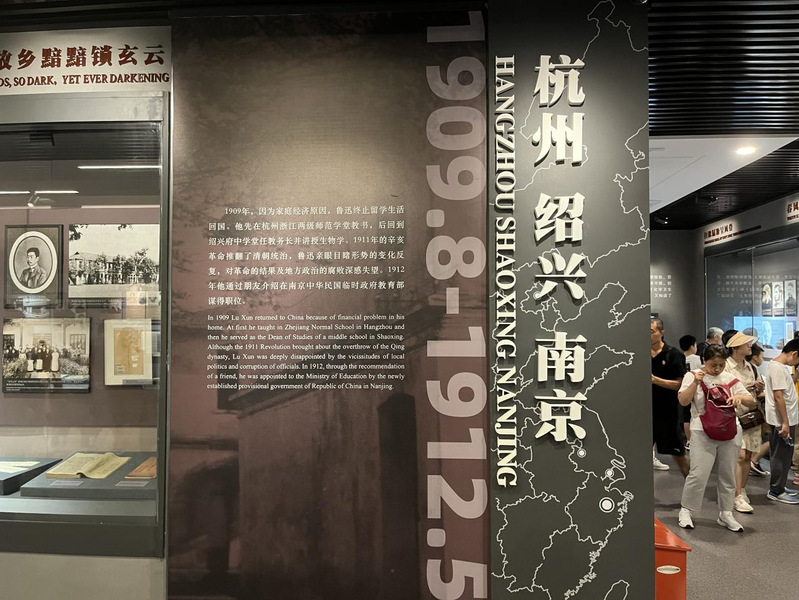 故乡黯黯锁玄云
DS, SO DARK, YET EVER DARKENING
1909年，因为家庭经济原因，鲁迅终止留学生活
回国。他先在杭州浙江两级师范学堂教书，后回到
绍兴府中学堂任教务长并讲授生物学。1911年的辛亥
革命推翻了清朝统治，鲁迅亲眼目睹形势的变化反
复，对革命的结果及地方政治的腐败深感失望。1912
年他通过朋友介绍在南京中华民国临时政府教育部
谋得职位。
In 1909 Lu Xun returned to China because of financial problem in his
home. At first he taught in Zhejiang Normal School in Hangzhou and
then he served as the Dean of Studies of a middle school in Shaoxing.
Although the 1911 Revolution brought about the overthrow of the Qing
dynasty, Lu Xun was deeply disappointed by the vicissitudes of local
politics and corruption of officials. In 1912, through the recommendation
of a friend, he was appointed to the Ministry of Education by the newly
established provisional government of Republic of China in Nanjing.
1909.8-1912.5
HANGZHOU SHAOXING NANJING
杭州 绍兴 南京